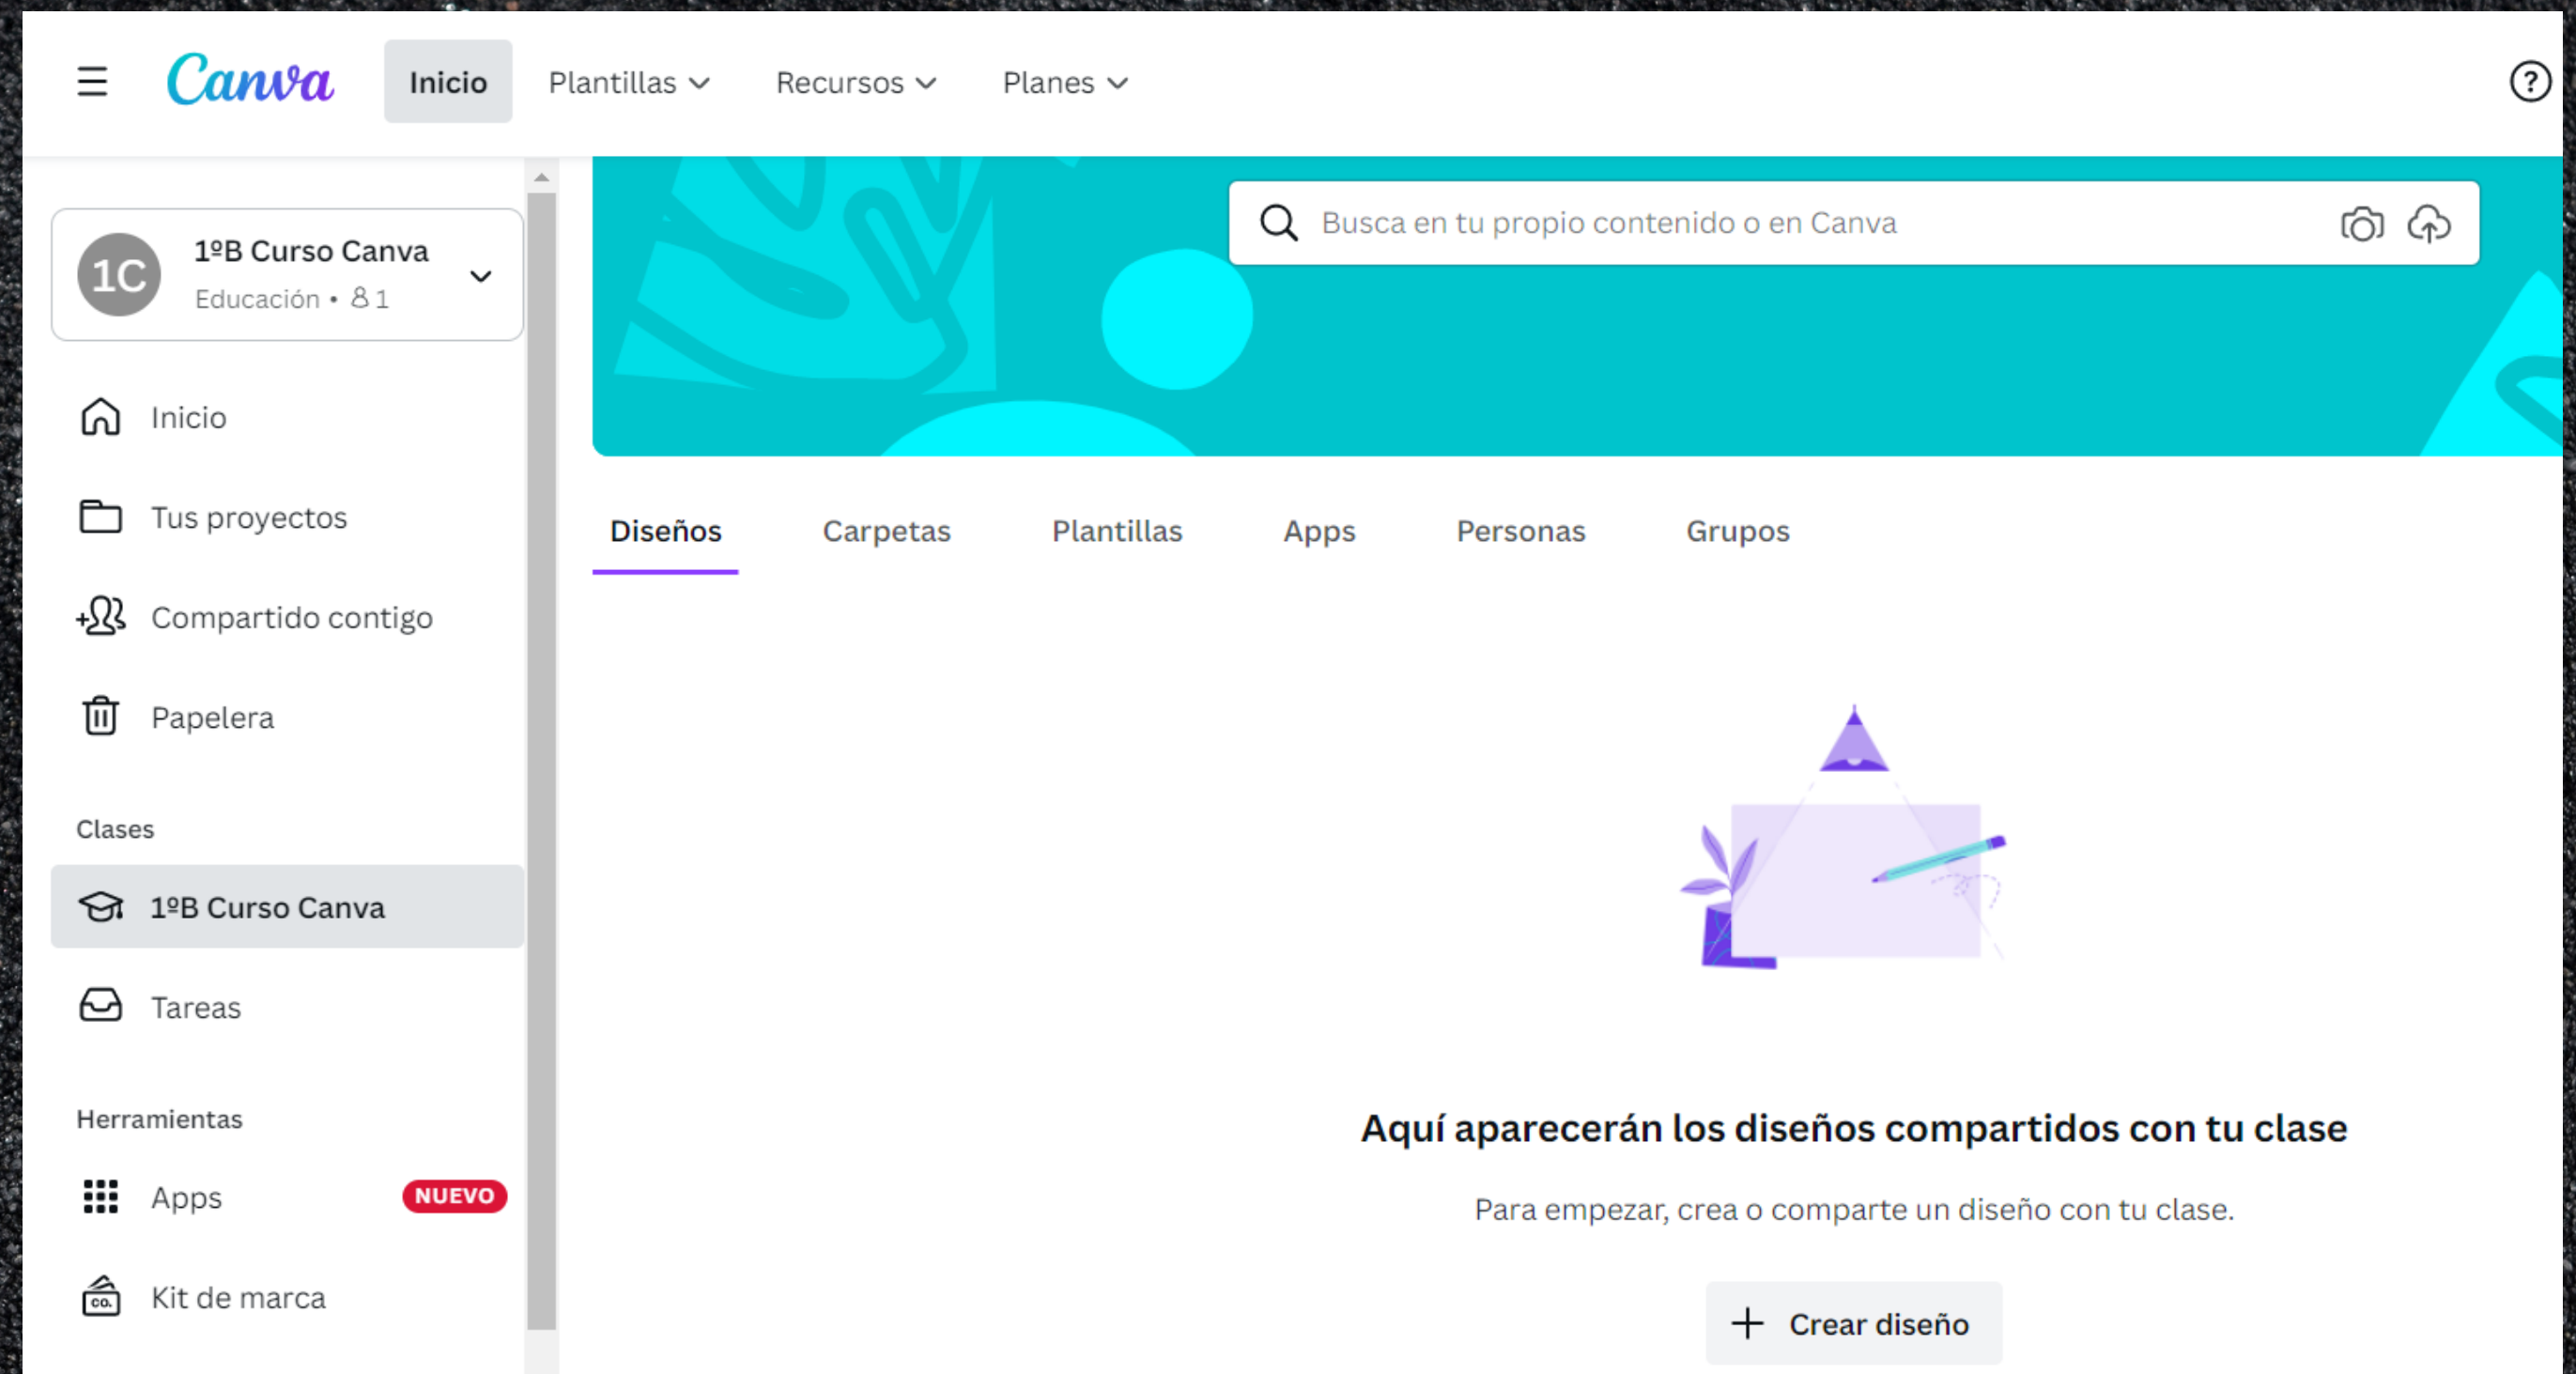 Canva
Inicio
Plantillas
Recursos
Planes
?
1C
1ºB Curso Canva
Educación • 1
Inicio
Tus proyectos
Compartido contigo
Papelera
Clases
1ºB Curso Canva
Tareas
Herramientas
Apps
NUEVO
CO.
Kit de marca
Busca en tu propio contenido o en Canva
Diseños
Carpetas
Plantillas
Apps
Personas
Grupos
Aquí aparecerán los diseños compartidos con tu clase
Para empezar, crea o comparte un diseño con tu clase.
+ Crear diseño